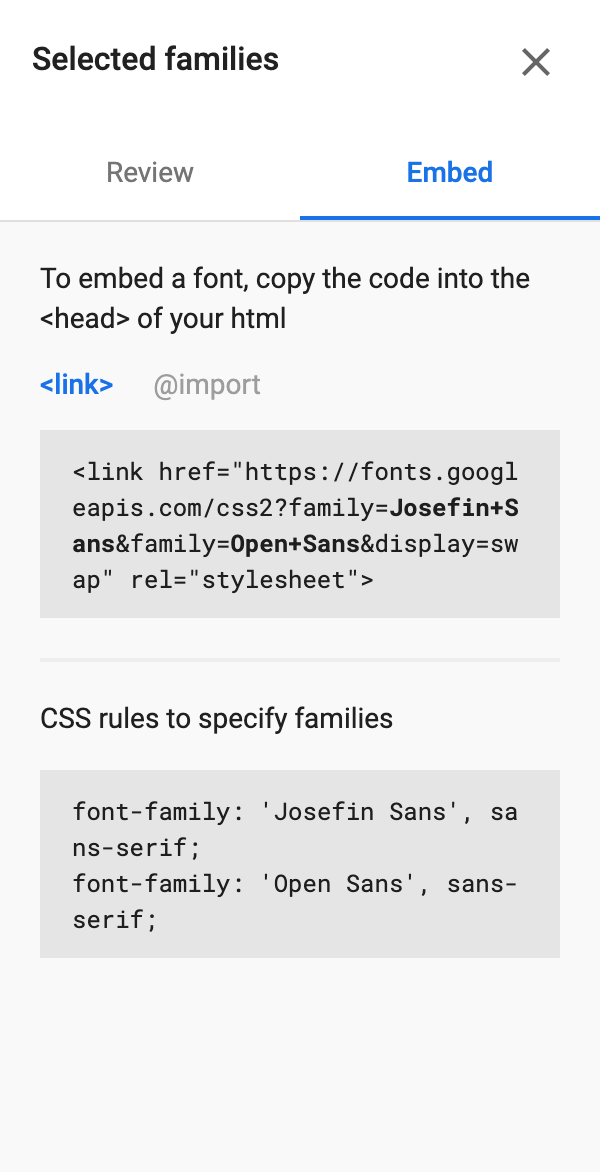 Selected families
Review
Embed
To embed a font, copy the code into the
<head> of your html
<link>
@import
<link href="https://fonts.googl
eapis.com/css2?family=Josefin+S
ans&family=Open+Sans&display=sw
ap" rel="stylesheet">
CSS rules to specify families
font-family: 'Josefin Sans', sa
ns-serif;
font-family: 'Open Sans', sans-
serif;